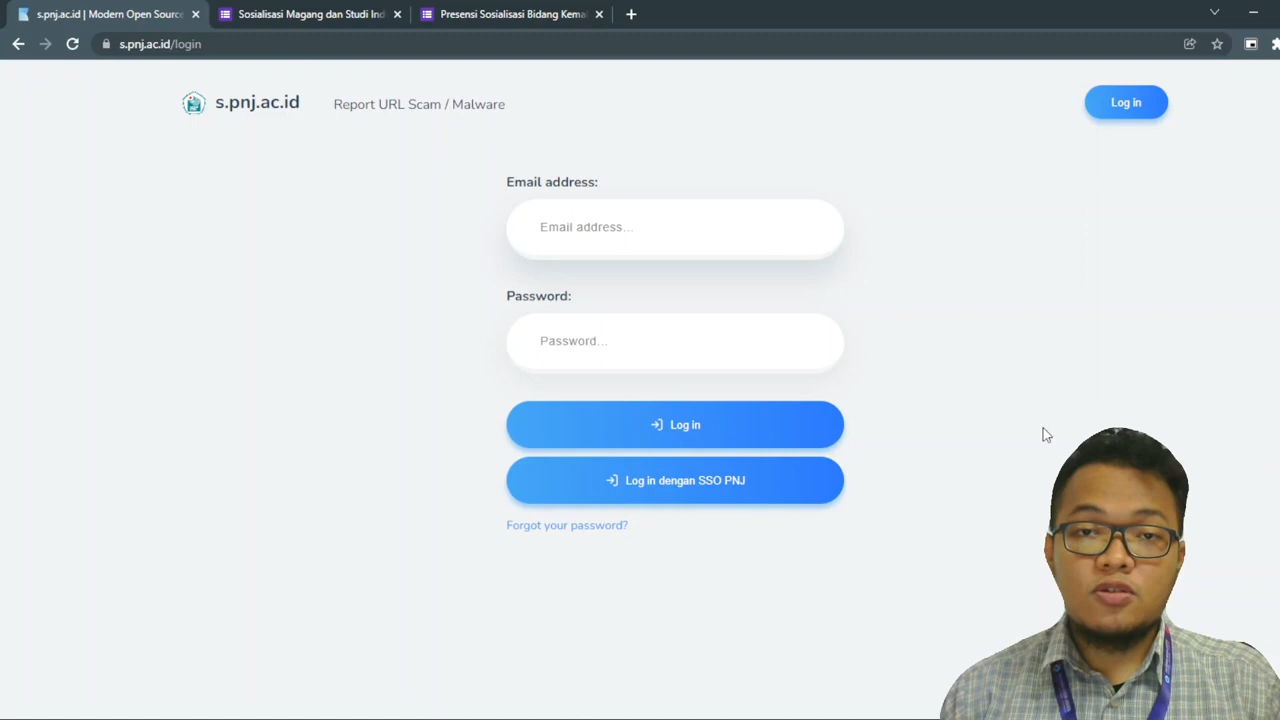 s.pnj.ac.id | Modern Open Source
Sosialisasi Magang dan Studi Ind
Presensi Sosialisasi Bidang Kemal
s.pnj.ac.id/login
s.pnj.ac.id
Report URL Scam / Malware
Log in
Email address:
Email address...
Password:
Password...
Log in
Log in dengan SSO PNJ
Forgot your password?